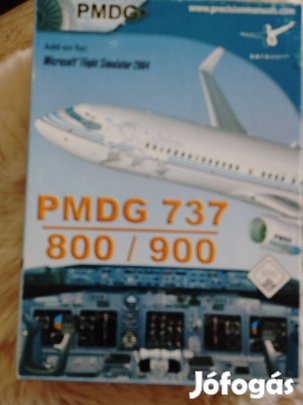 PMDG
www.precisionmanuals.com
Add-on for:
Microsoft Flight Simulator 2004
PMDG 737
800 / 900
Jófogás